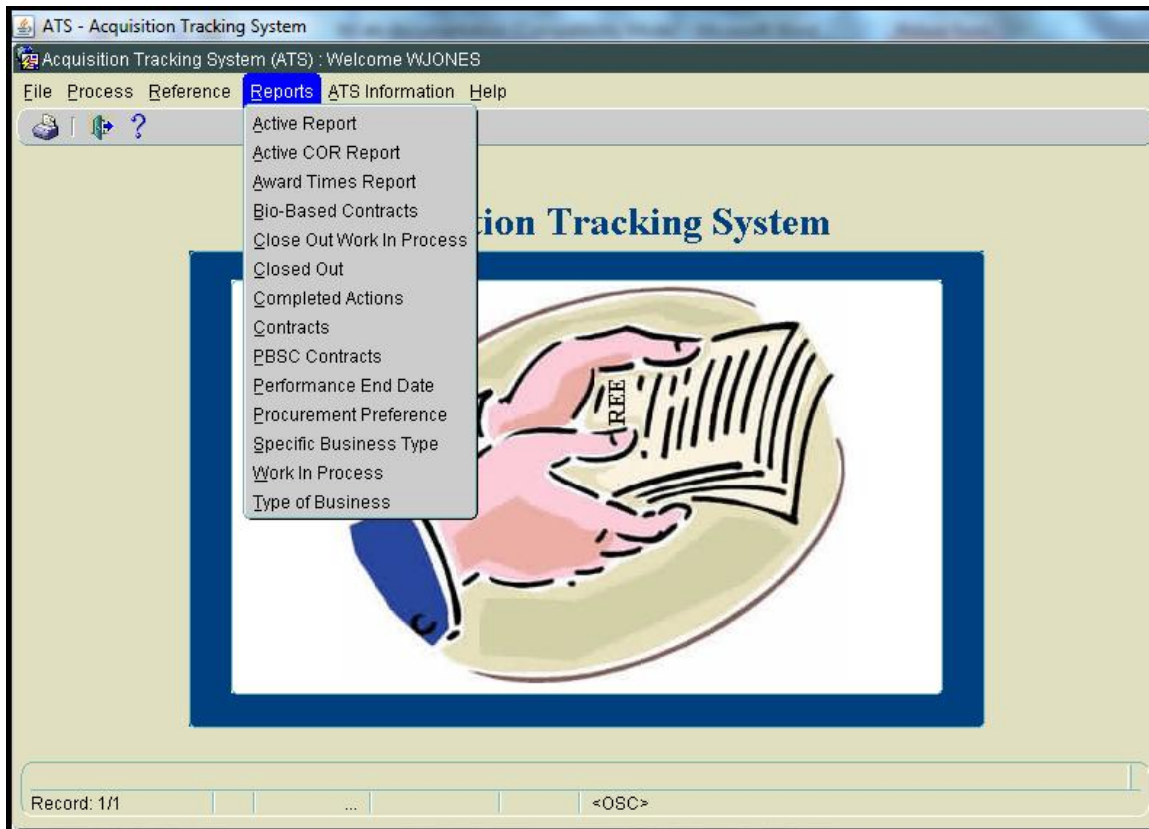 ATS - Acquisition Tracking System
Acquisition Tracking System (ATS) : Welcome WJONES
File Process Reference Reports ATS Information Help
?
Active Report
Active COR Report
Award Times Report
Bio-Based Contracts
Close Out Work In Process
Closed Out
Completed Actions
Contracts
PBSC Contracts
Performance End Date
Procurement Preference
Specific Business Type
Work In Process
Type of Business
tion Tracking System
REE
Record: 1/1 ... <OSC>